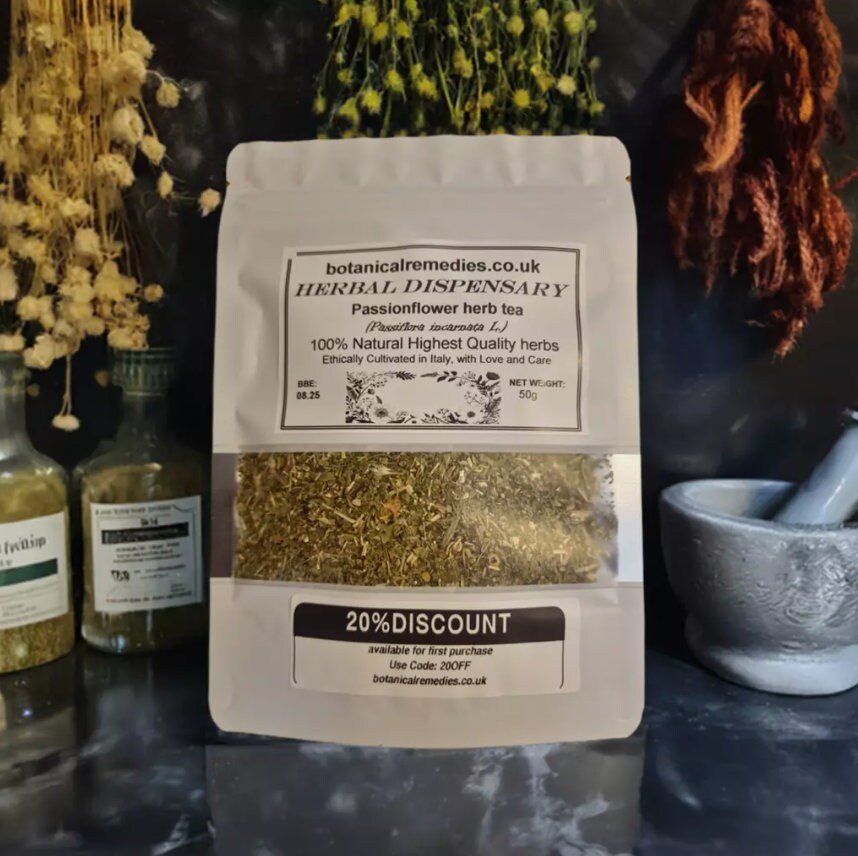 botanicalremedies.co.uk
HERBAL DISPENSARY
Passionflower herb tea
(Passiflora incarnata L.)
100% Natural Highest Quality herbs
Ethically Cultivated in Italy, with Love and Care
BBE:
08.25
NET WEIGHT:
50g
20%DISCOUNT
available for first purchase
Use Code: 20OFF
botanicalremedies.co.uk